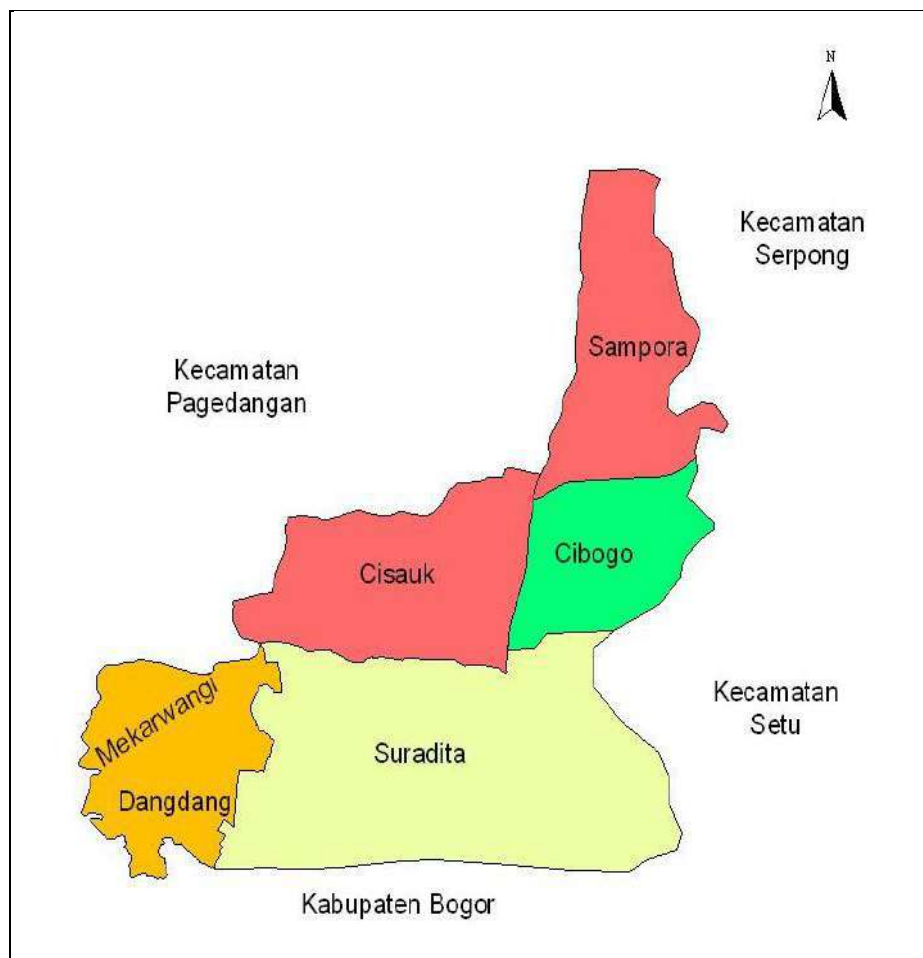 N
Kecamatan
Serpong
Sampora
Kecamatan
Pagedangan
Cibogo
Cisauk
Kecamatan
Setu
Mekarwangi
Suradita
Dangdang
Kabupaten Bogor